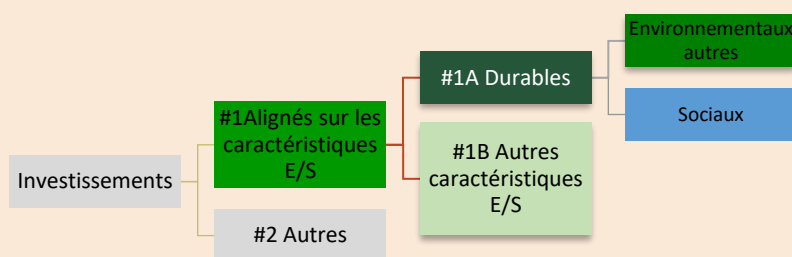 Investissements
#1Alignés sur les
caractéristiques
E/S
#2 Autres
#1A Durables
#1B Autres
caractéristiques
E/S
Environnementaux
autres
Sociaux